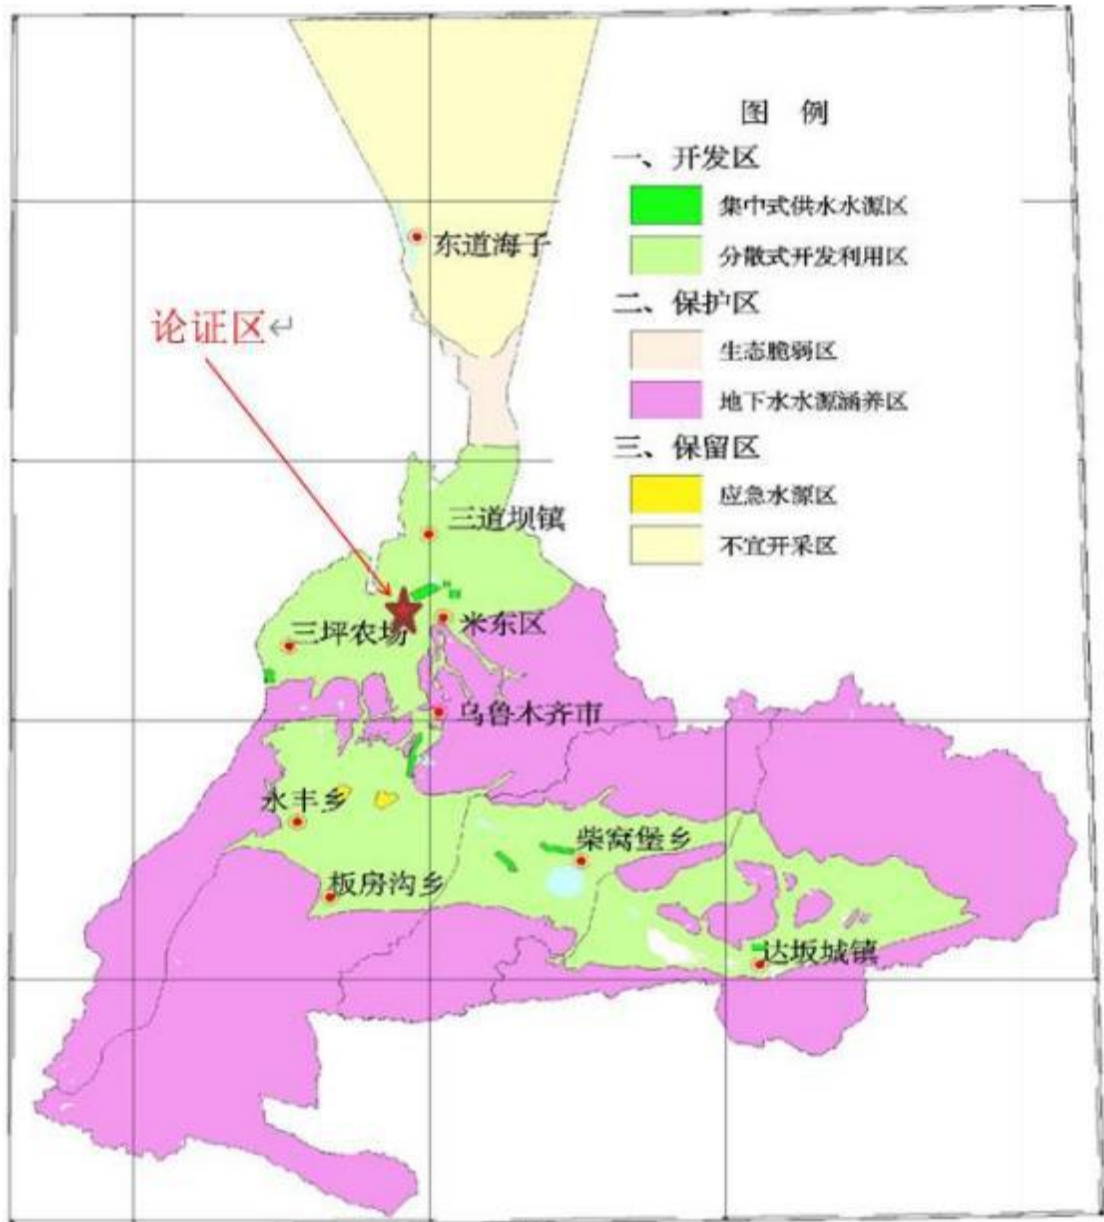 图 例
一、开发区
集中式供水水源区
分散式开发利用区
二、保护区
生态脆弱区
地下水水源涵养区
三、保留区
应急水源区
不宜开采区
东道海子
论证区↵
三道坝镇
米东区
三坪农场
乌鲁木齐市
永丰乡
柴窝堡乡
板房沟乡
达坂城镇